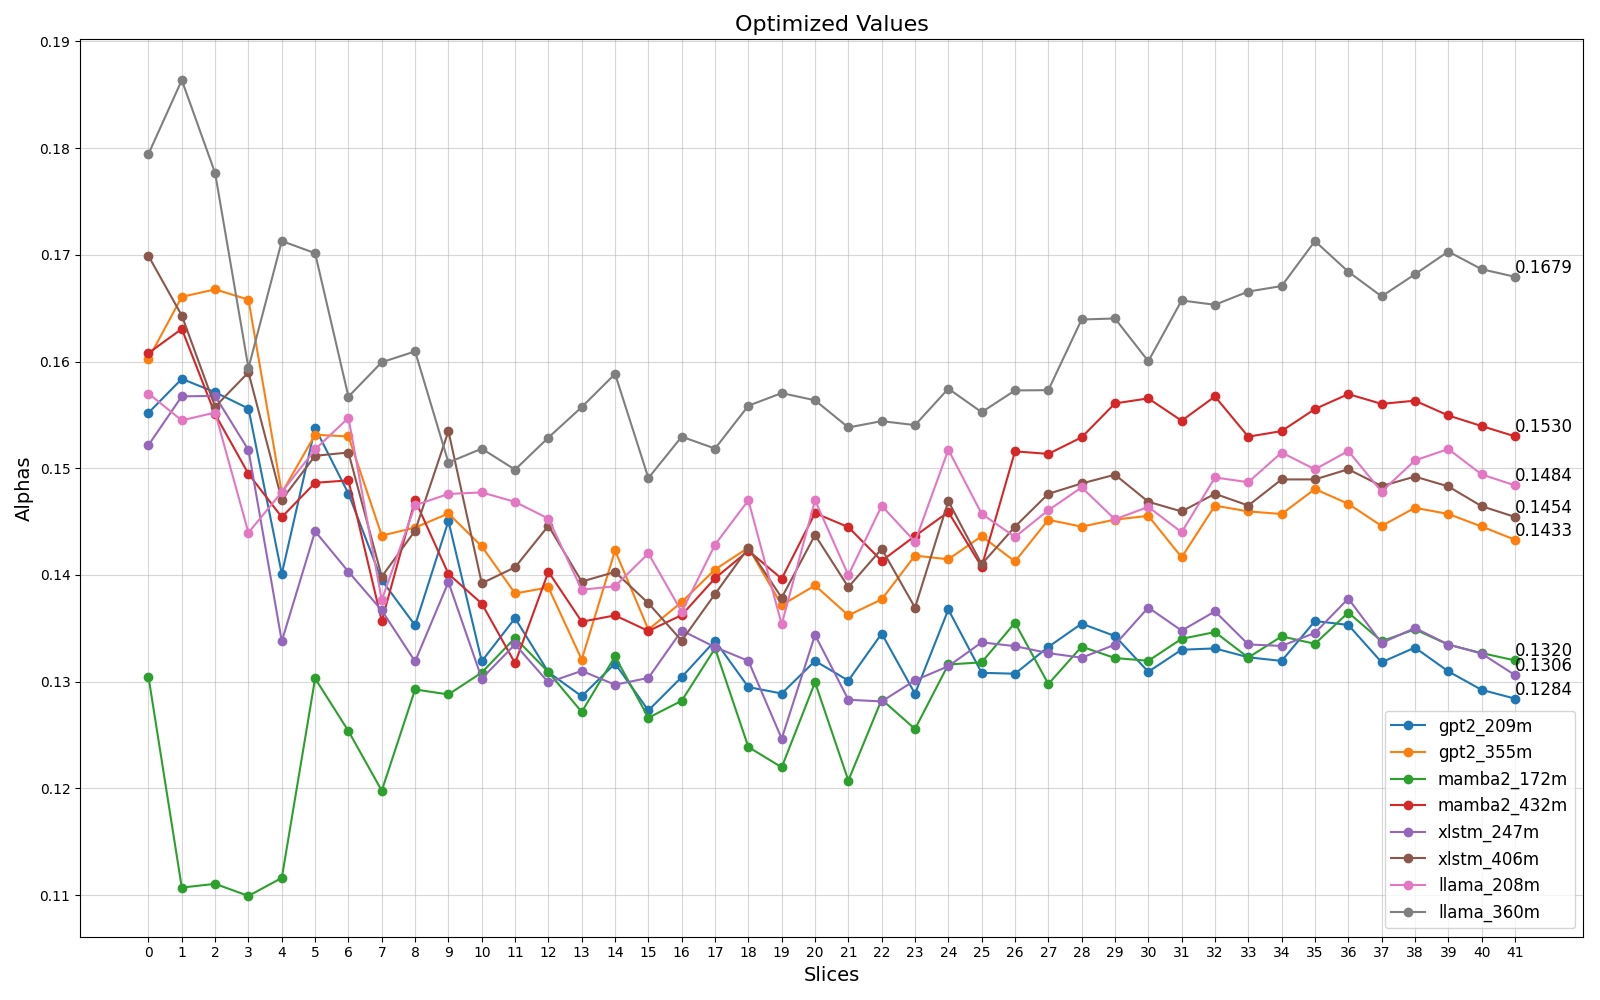 Optimized Values
Alphas
0.19
0.18
0.17
0.16
0.15
0.14
0.13
0.12
0.11
0.1679
0.1530
0.1484
0.1454
0.1433
0.1320
0.1306
0.1284
gpt2_209m
gpt2_355m
mamba2_172m
mamba2_432m
xlstm_247m
xlstm_406m
llama_208m
llama_360m
0 1 2 3 4 5 6 7 8 9 10 11 12 13 14 15 16 17 18 19 20 21 22 23 24 25 26 27 28 29 30 31 32 33 34 35 36 37 38 39 40 41
Slices